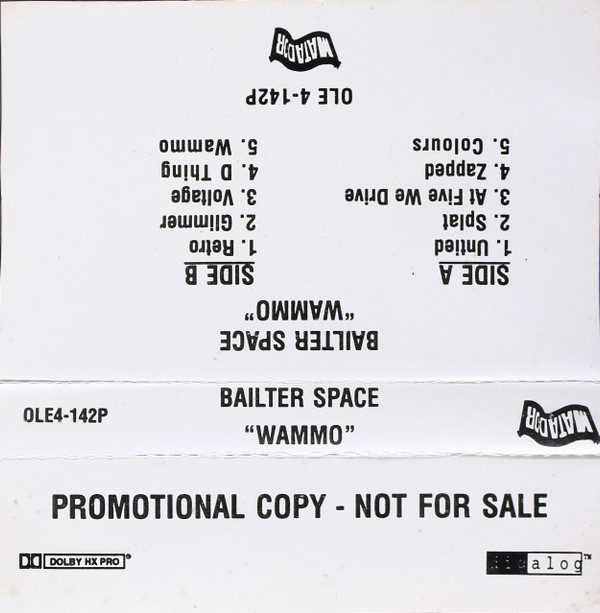 BAILTER SPACE
"WAMMO"
SIDE A
1. Untied
2. Splat
3. At Five We Drive
4. Zapped
5. Colours
SIDE B
1. Retro
2. Glimmer
3. Voltage
4. D Thing
5. Wammo
OLE 4-142P
MATADOR
OLE4-142P
BAILTER SPACE
"WAMMO"
MATADOR
PROMOTIONAL COPY - NOT FOR SALE
DOLBY HX PRO®
digalog™